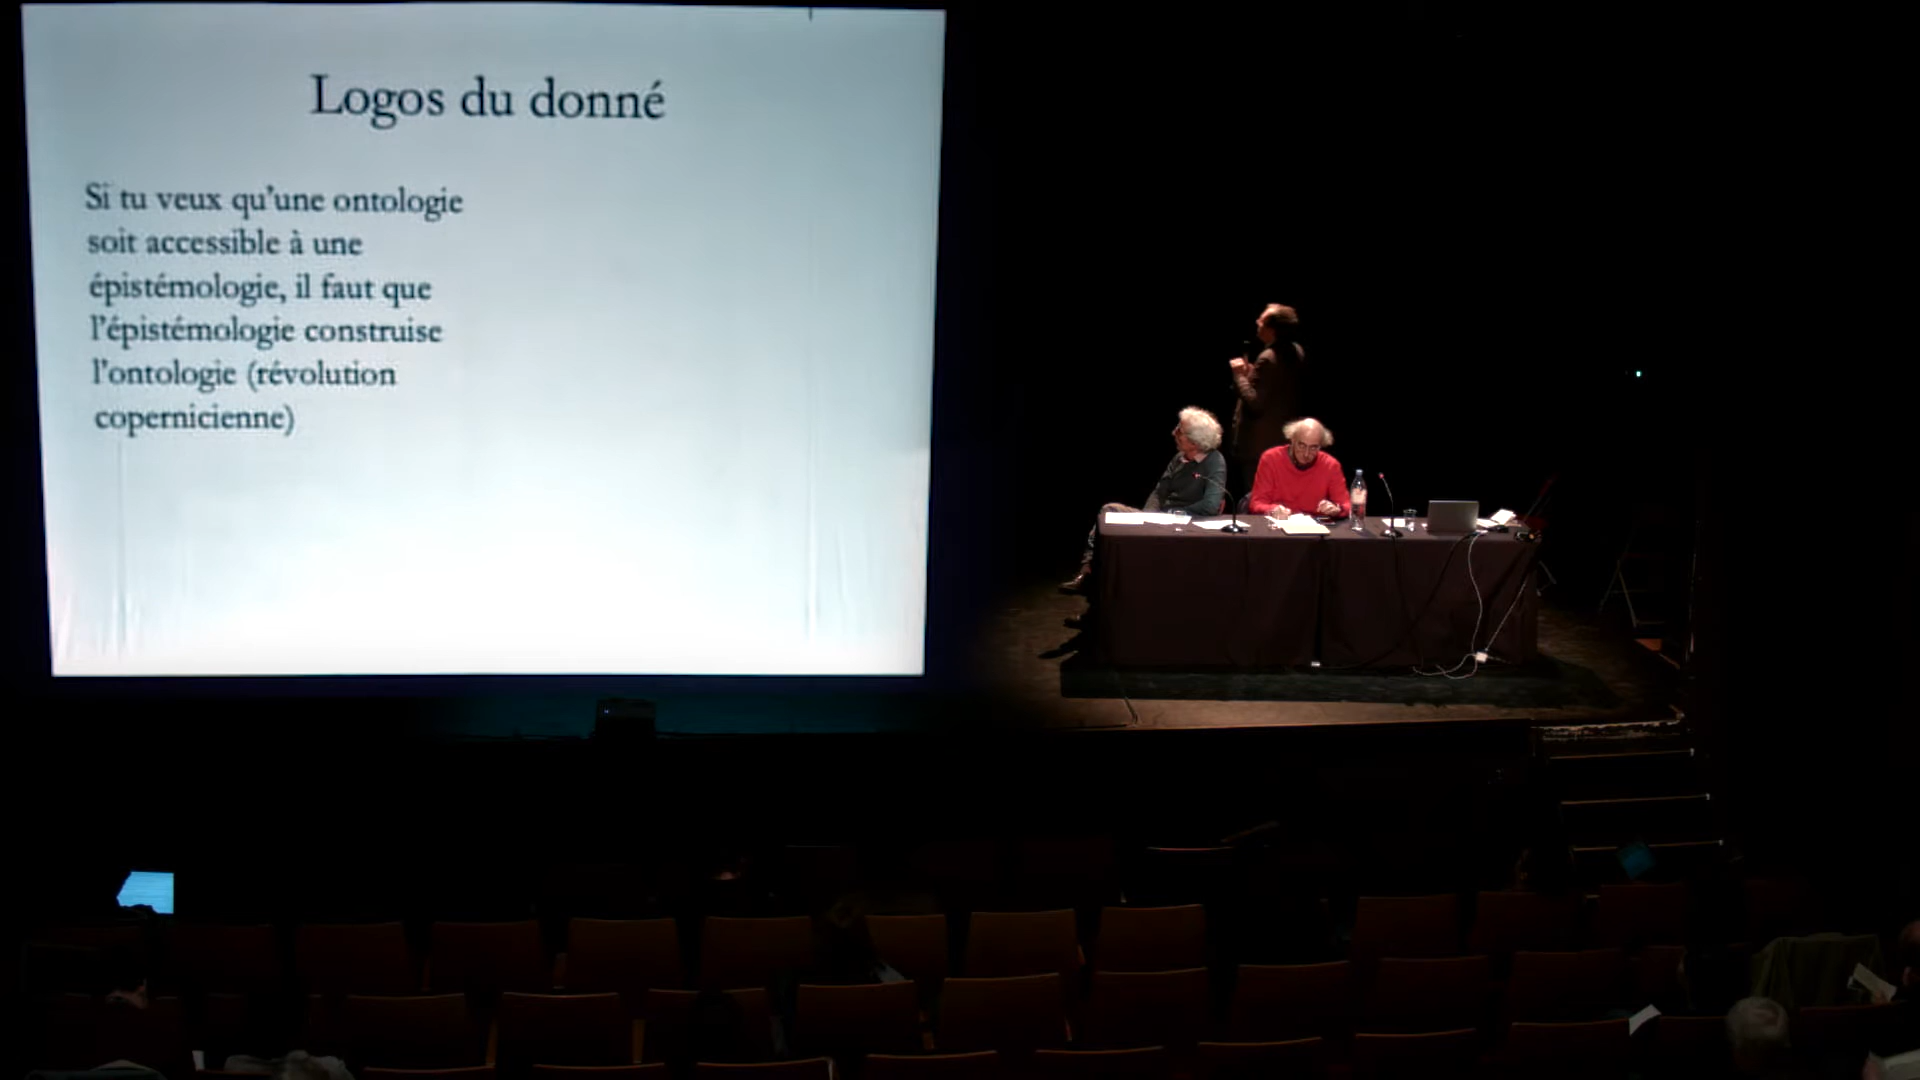 Logos du donné
Si tu veux qu'une ontologie
soit accessible à une
épistémologie, il faut que
l'épistémologie construise
l'ontologie (révolution
copernicienne)